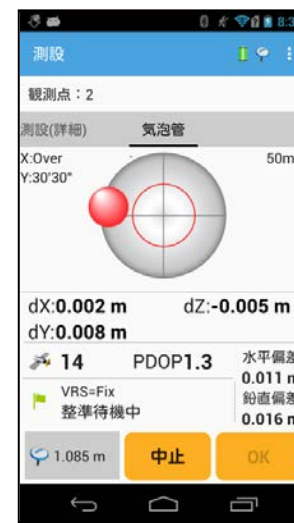 8:3
測設
観測点：2
測設(詳細) 気泡管
X:Over 50m
Y:30'30"
dX:0.002 m dZ:-0.005 m
dY:0.008 m
14 PDOP1.3 水平偏差
0.011 m
VRS=Fix 鉛直偏差
整準待機中 0.016 m
1.085 m 中止 OK